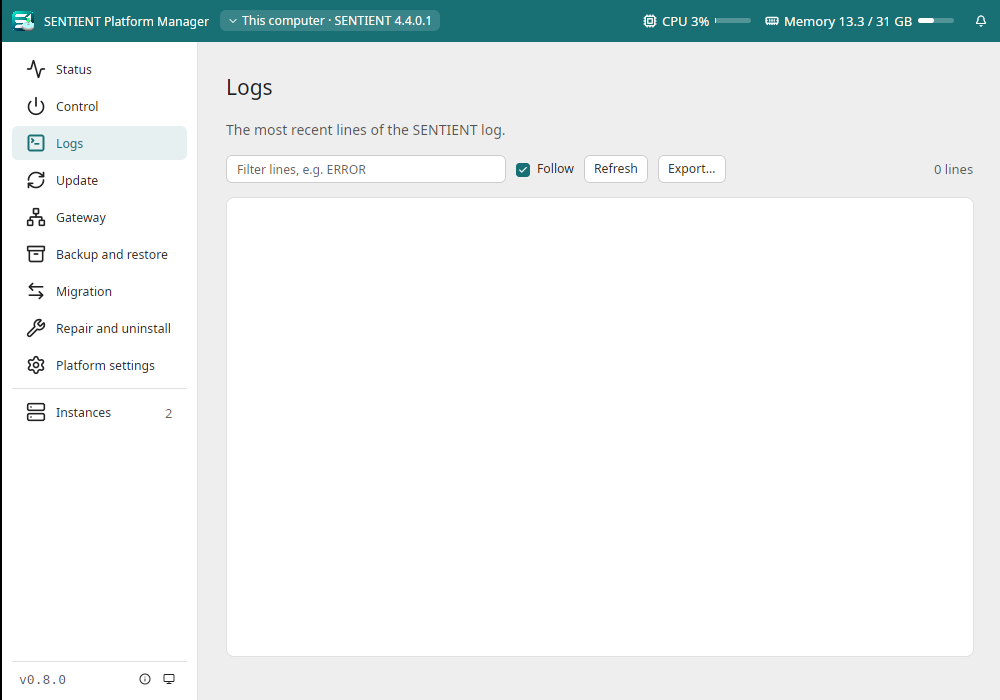 SENTIENT Platform Manager
This computer · SENTIENT 4.4.0.1
CPU 3%
Memory 13.3 / 31 GB
Status
Control
Logs
Update
Gateway
Backup and restore
Migration
Repair and uninstall
Platform settings
Instances 2
v0.8.0
Logs
The most recent lines of the SENTIENT log.
Filter lines, e.g. ERROR
Follow
Refresh
Export...
0 lines